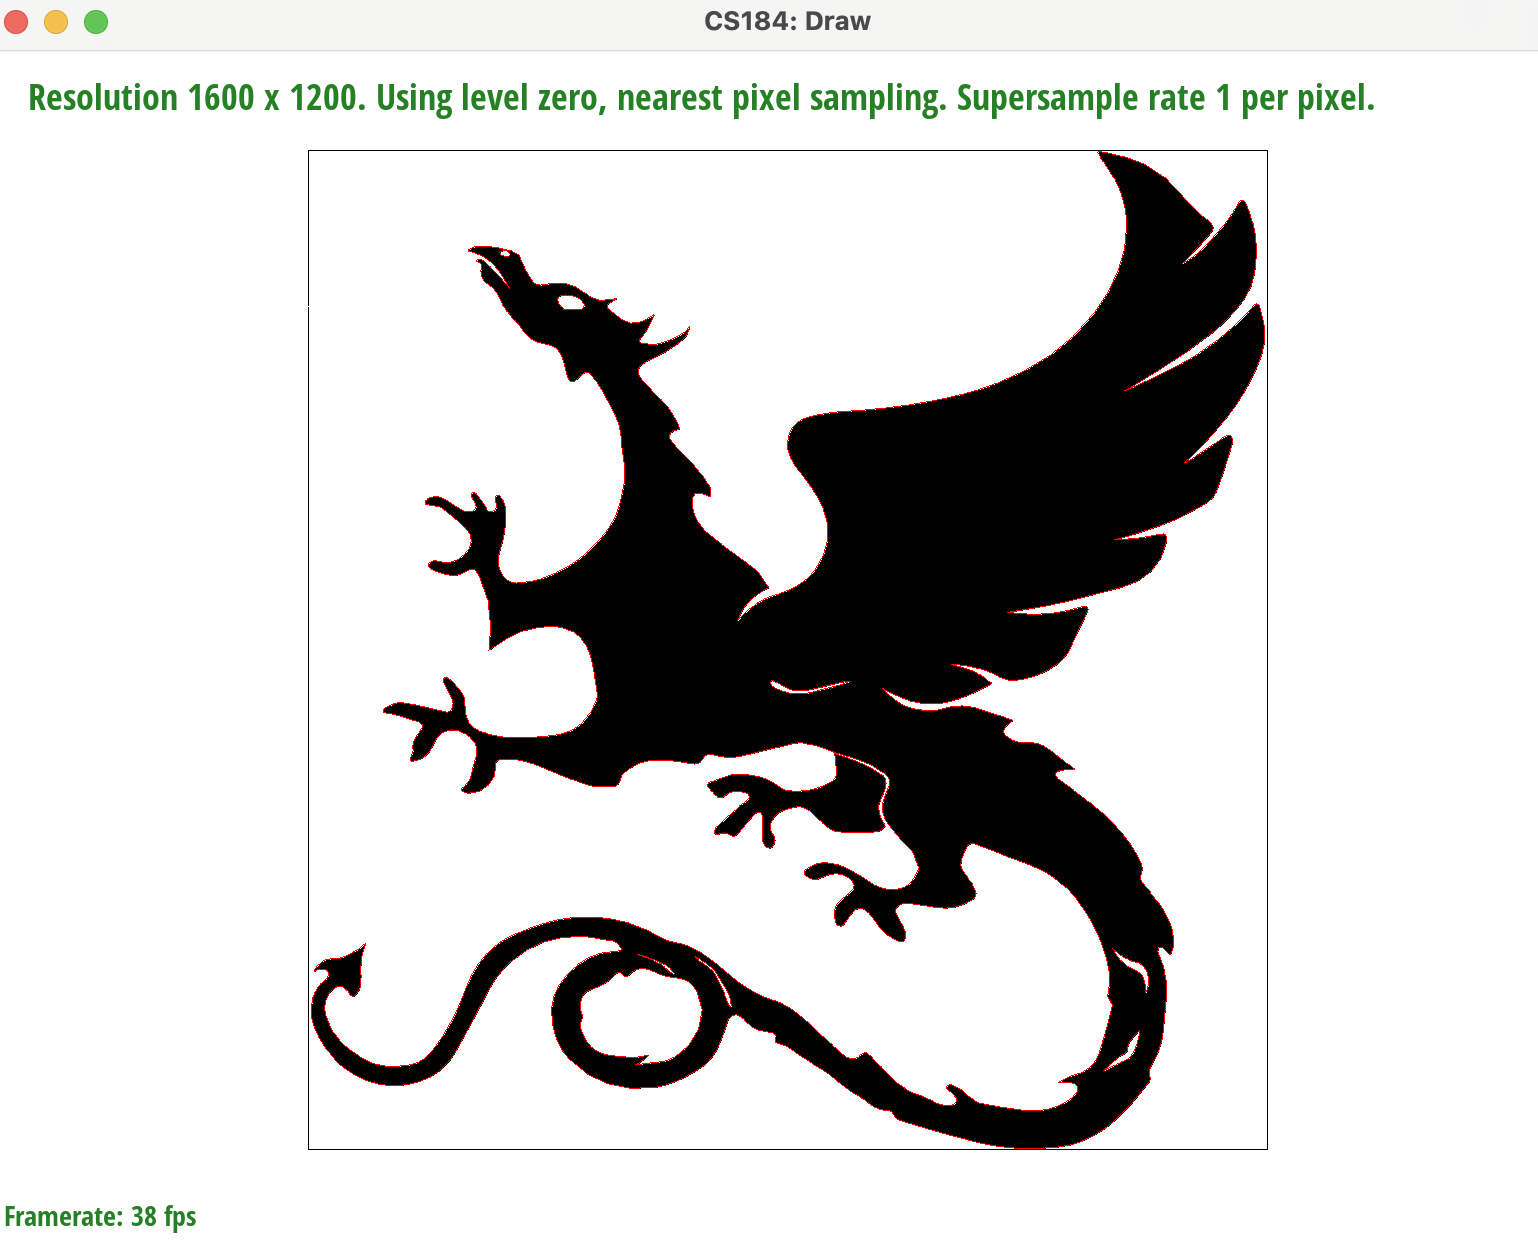 CS184: Draw
Resolution 1600 x 1200. Using level zero, nearest pixel sampling. Supersample rate 1 per pixel.
Framerate: 38 fps